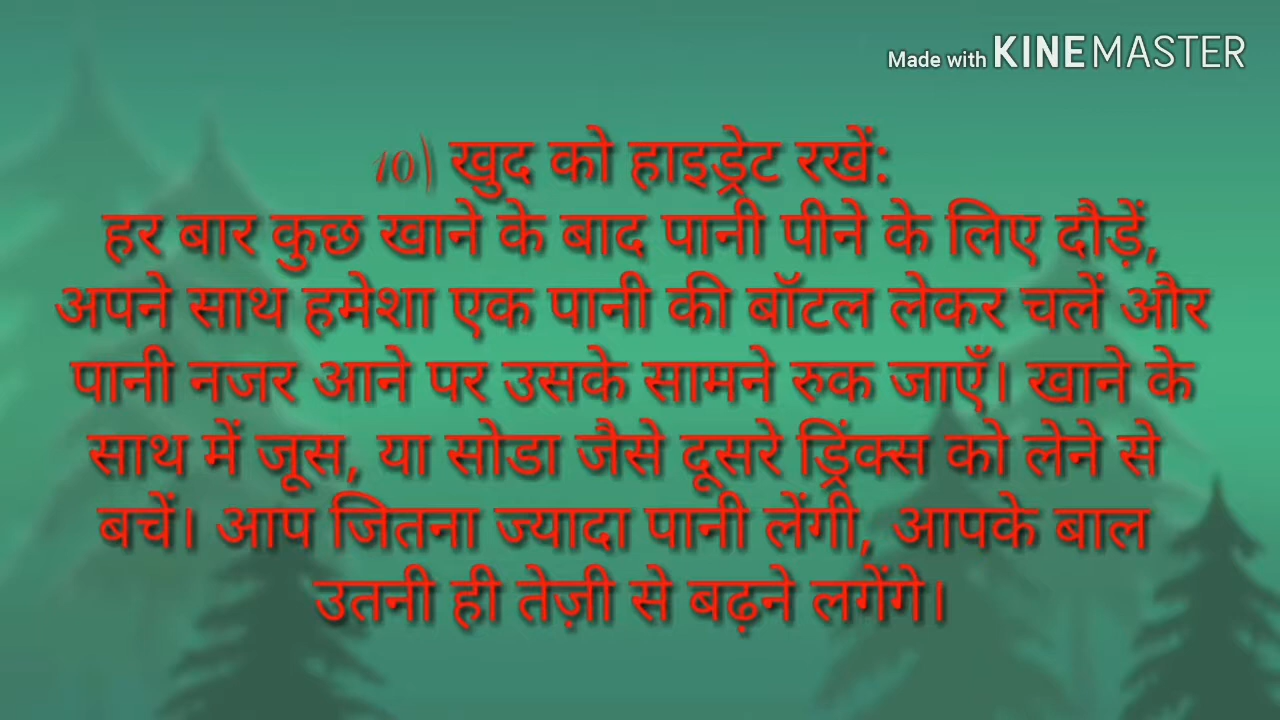 Made with KINEMASTER
10) खुद को हाइड्रेट रखें:
हर बार कुछ खाने के बाद पानी पीने के लिए दौड़ें,
अपने साथ हमेशा एक पानी की बॉटल लेकर चलें और
पानी नजर आने पर उसके सामने रुक जाएँ। खाने के
साथ में जूस, या सोडा जैसे दूसरे ड्रिंक्स को लेने से
बचें। आप जितना ज्यादा पानी लेंगी, आपके बाल
उतनी ही तेज़ी से बढ़ने लगेंगे।